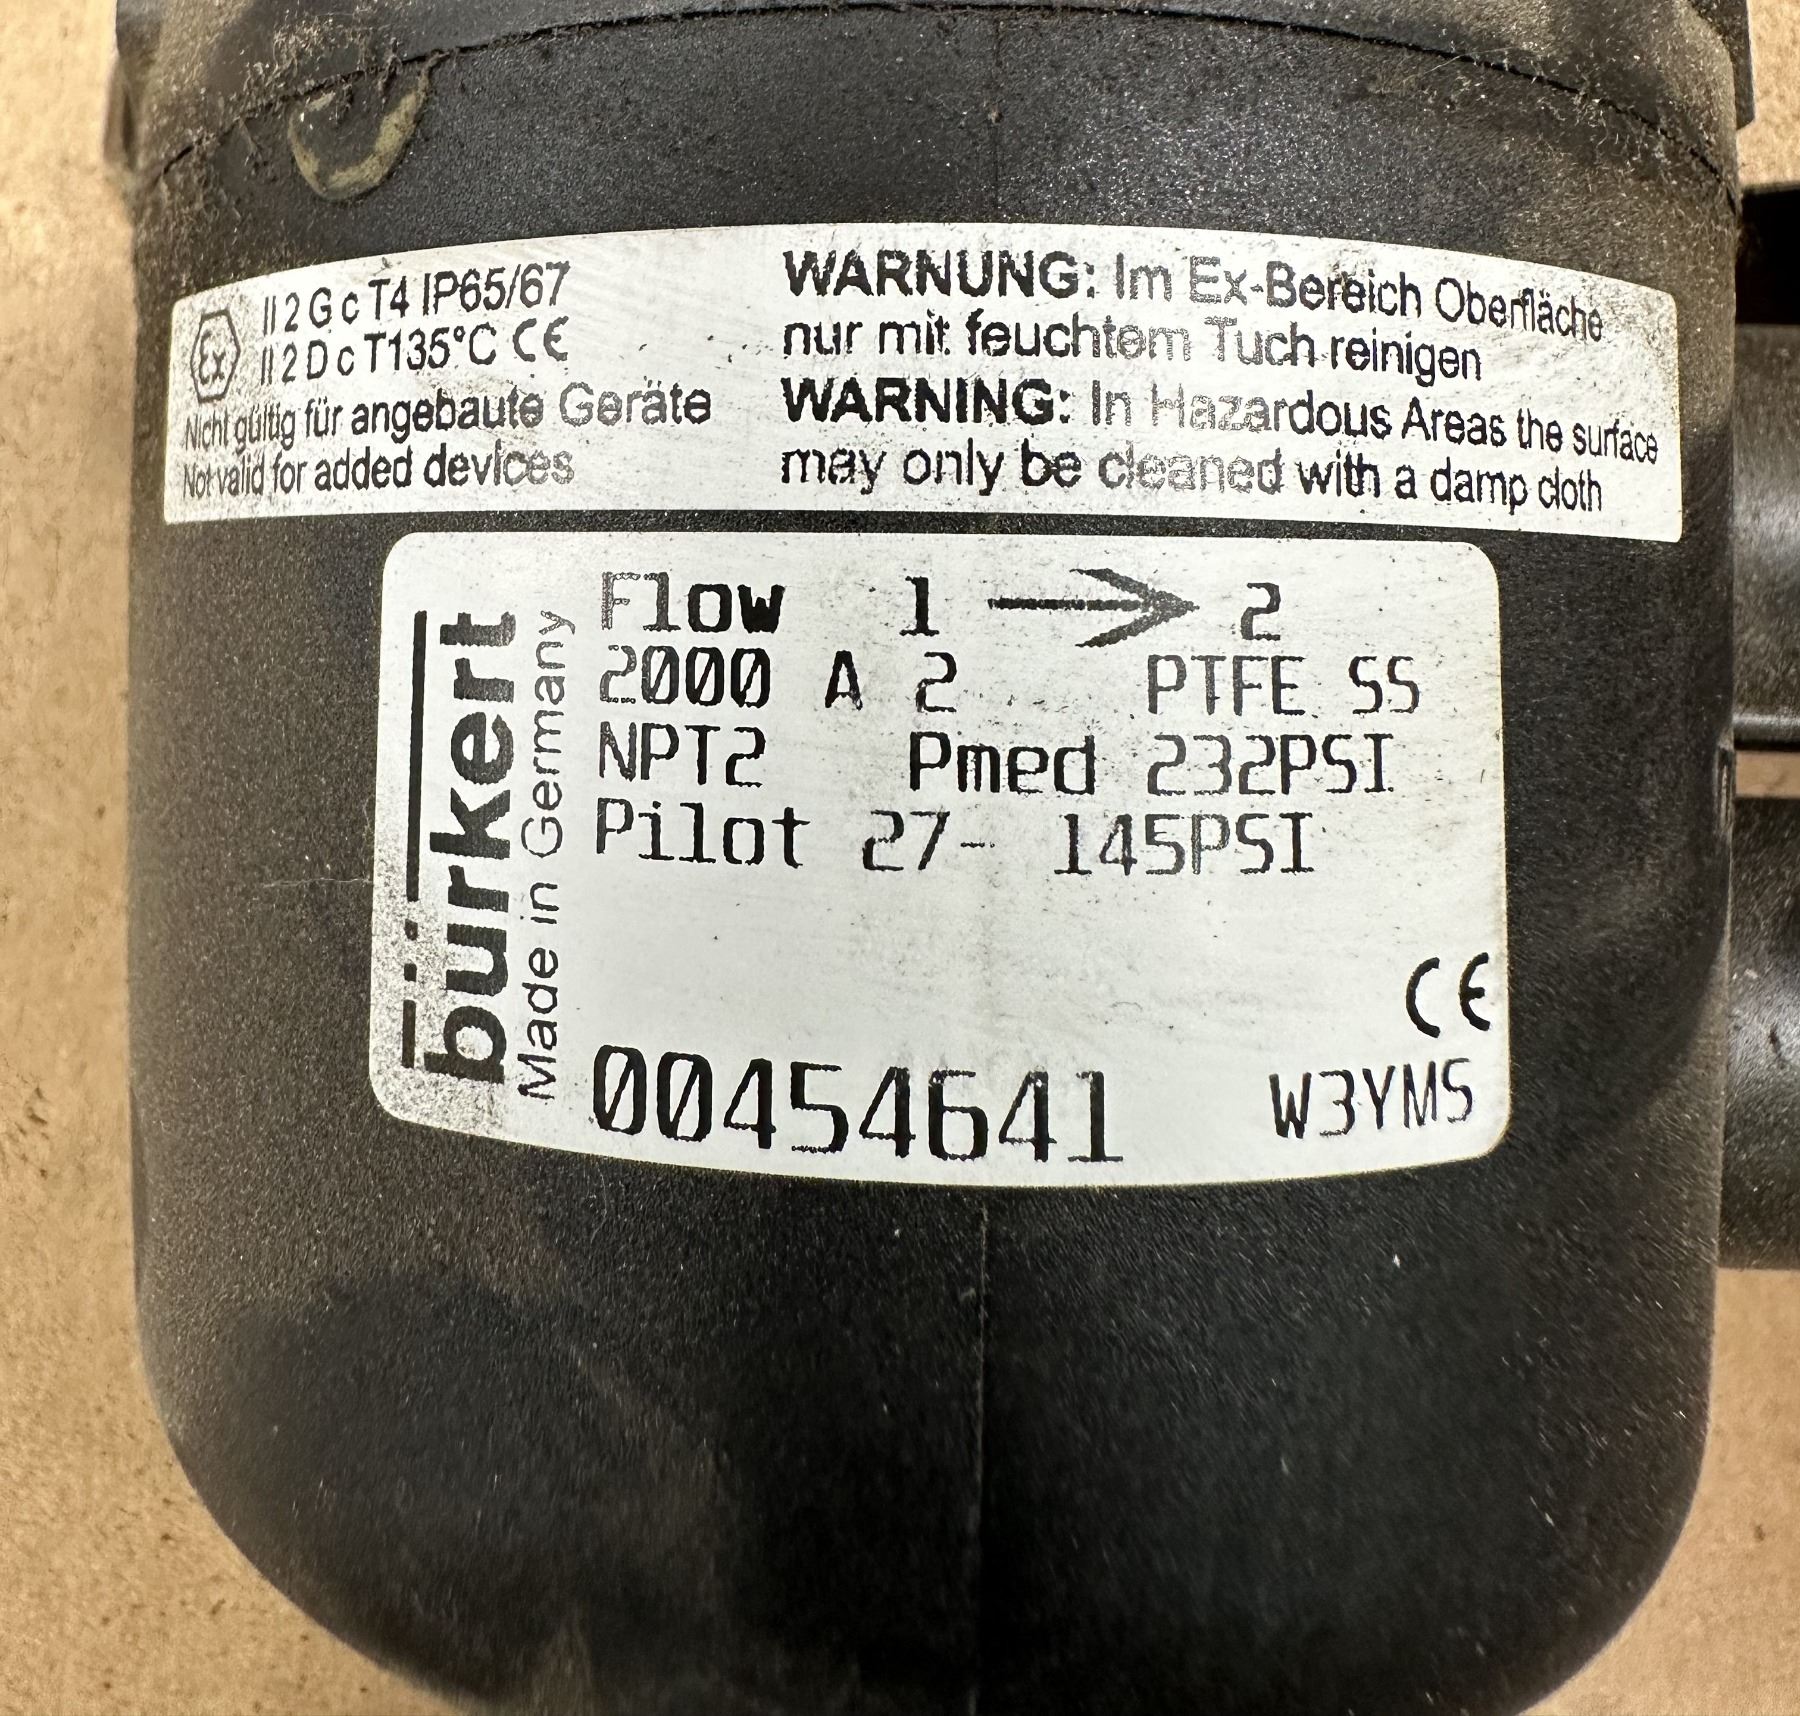 Ex II 2 G c T4 IP65/67
II 2 D c T135°C CE
Nicht gültig für angebaute Geräte
Not valid for added devices
WARNUNG: Im Ex-Bereich Oberfläche
nur mit feuchtem Tuch reinigen
WARNING: In Hazardous Areas the surface
may only be cleaned with a damp cloth
bürkert
Made in Germany
Flow 1 → 2
2000 A 2 PTFE SS
NPT2 Pmed 232PSI
Pilot 27- 145PSI
CE
00454641 W3YMS